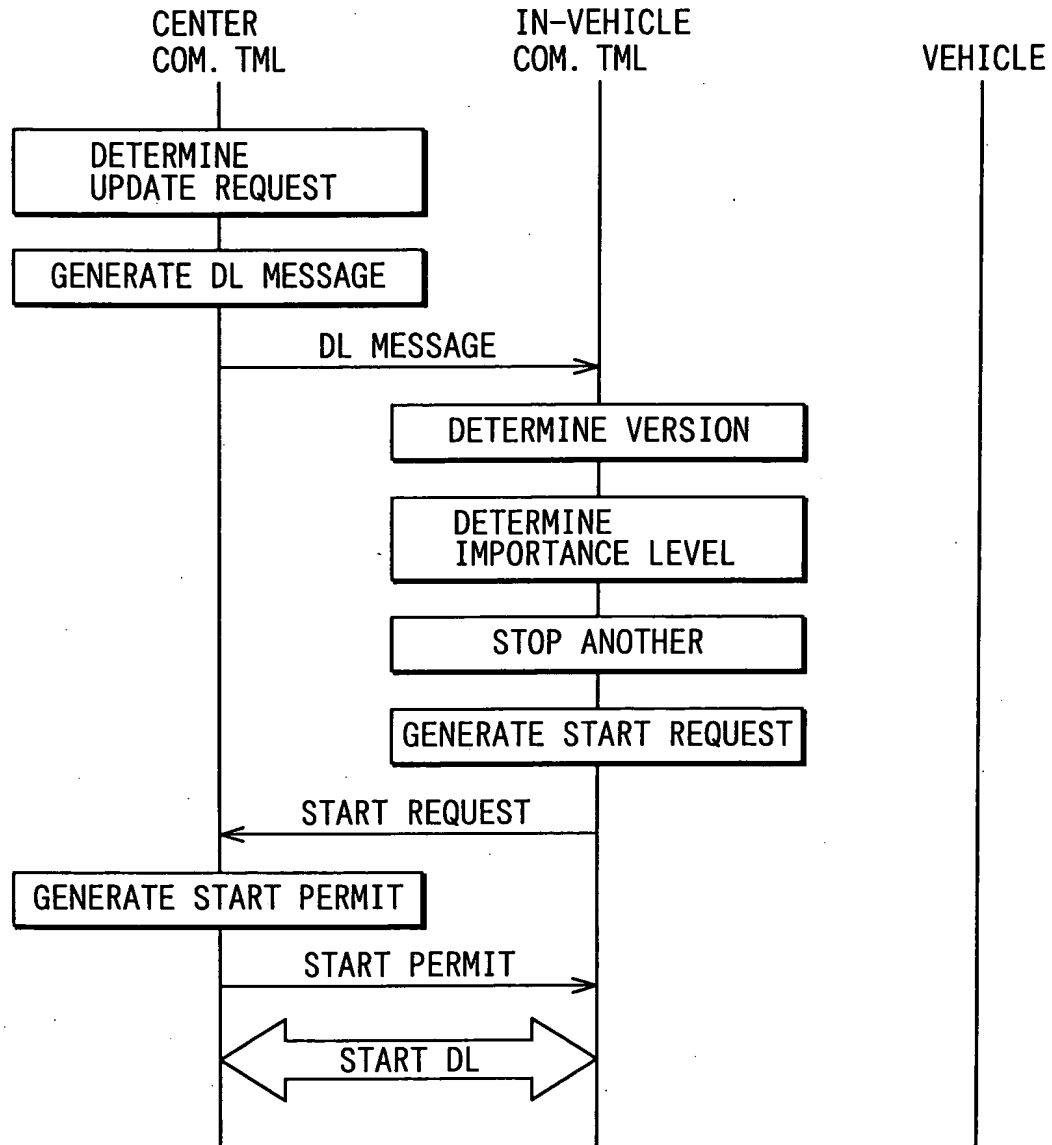 CENTER
COM. TML
IN-VEHICLE
COM. TML
VEHICLE
DETERMINE
UPDATE REQUEST
GENERATE DL MESSAGE
DL MESSAGE
DETERMINE VERSION
DETERMINE
IMPORTANCE LEVEL
STOP ANOTHER
GENERATE START REQUEST
START REQUEST
GENERATE START PERMIT
START PERMIT
START DL